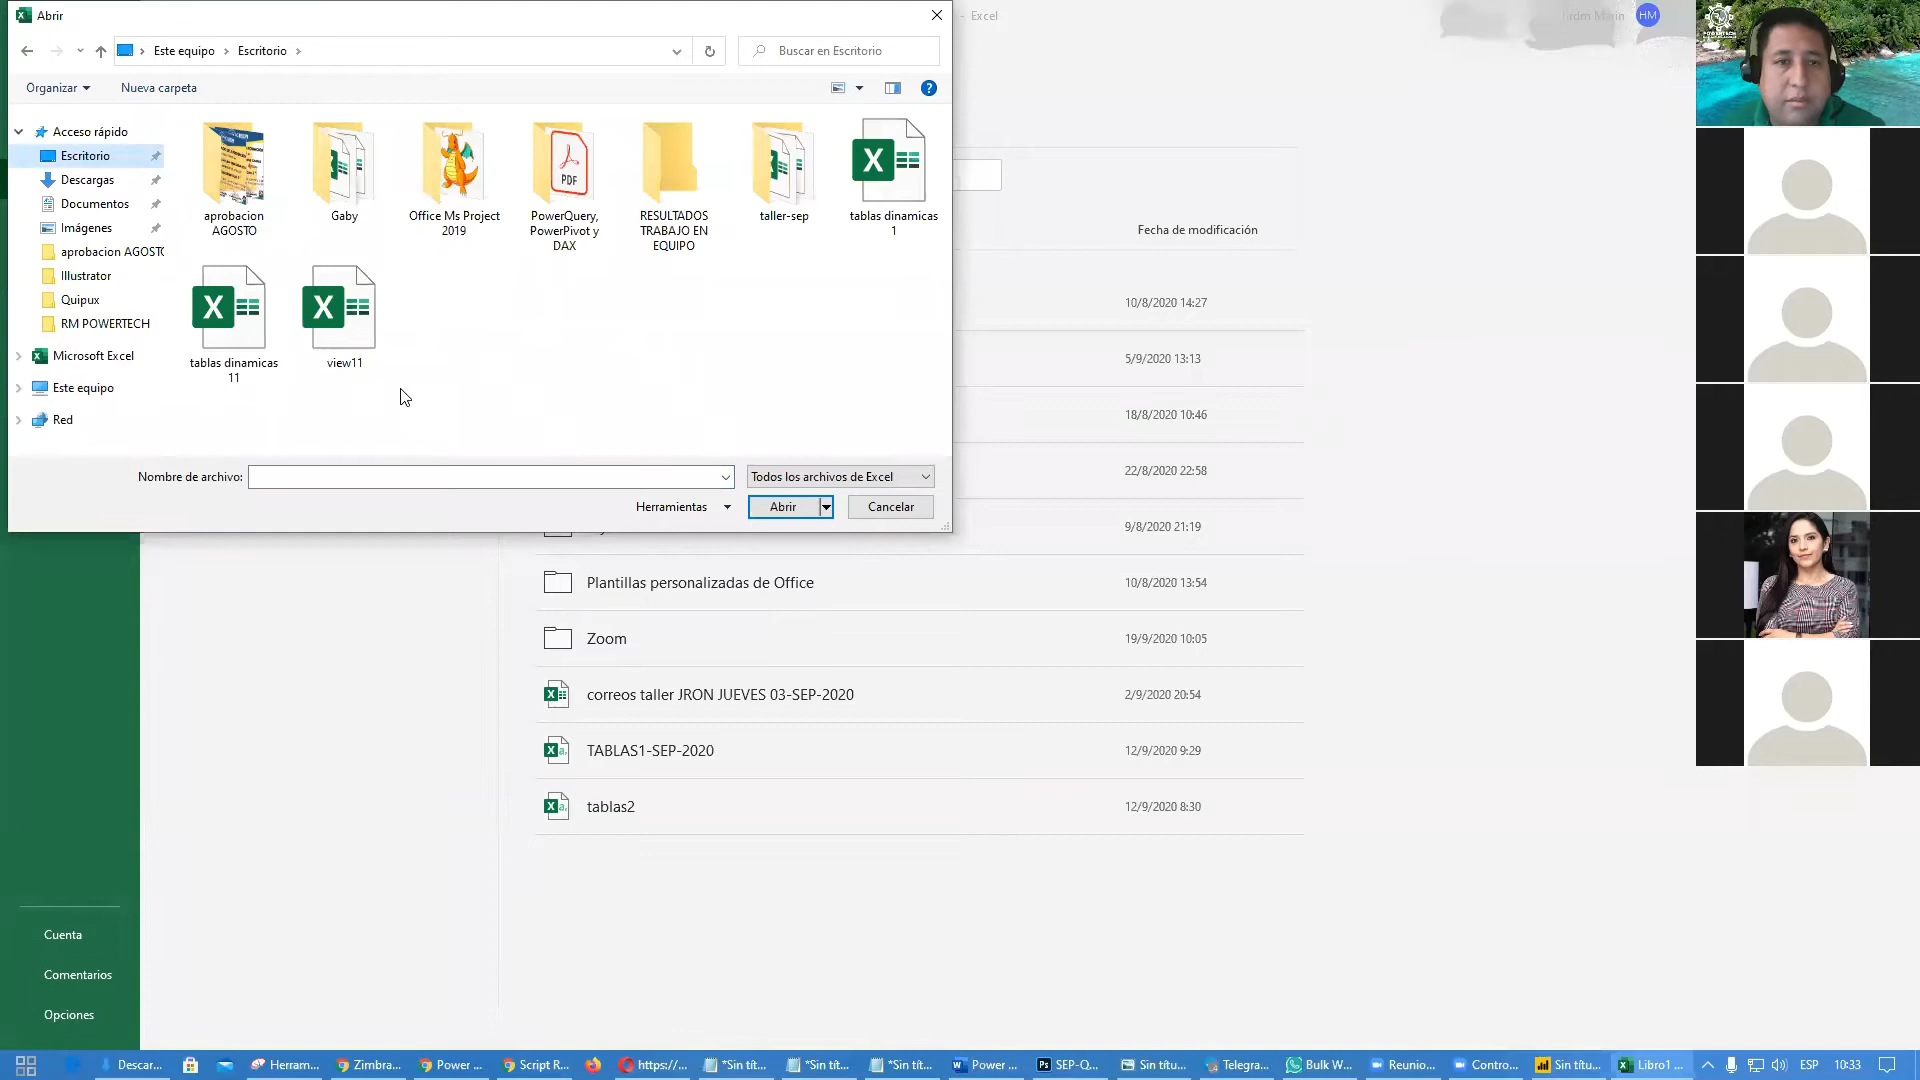 Abrir
- Excel
HM
POWERTECH
Este equipo
Escritorio
Buscar en Escritorio
Organizar
Nueva carpeta
Acceso rápido
Escritorio
Descargas
Documentos
Imágenes
aprobacion AGOSTO
Illustrator
Quipux
RM POWERTECH
Microsoft Excel
Este equipo
Red
aprobacion
AGOSTO
Gaby
Office Ms Project
2019
PDF
PowerQuery,
PowerPivot y
DAX
RESULTADOS
TRABAJO EN
EQUIPO
taller-sep
tablas dinamicas
1
tablas dinamicas
11
view11
Nombre de archivo:
Todos los archivos de Excel
Herramientas
Abrir
Cancelar
Fecha de modificación
10/8/2020 14:27
5/9/2020 13:13
18/8/2020 10:46
22/8/2020 22:58
9/8/2020 21:19
Plantillas personalizadas de Office
10/8/2020 13:54
Zoom
19/9/2020 10:05
correos taller JRON JUEVES 03-SEP-2020
2/9/2020 20:54
TABLAS1-SEP-2020
12/9/2020 9:29
tablas2
12/9/2020 8:30
Cuenta
Comentarios
Opciones
Descar...
Herram...
Zimbra...
Power ...
Script R...
https://...
*Sin tít...
*Sin tít...
*Sin tít...
Power ...
SEP-Q...
Sin títu...
Telegra...
Bulk W...
Reunio...
Contro...
Sin títu...
Libro1 ...
ESP
10:33